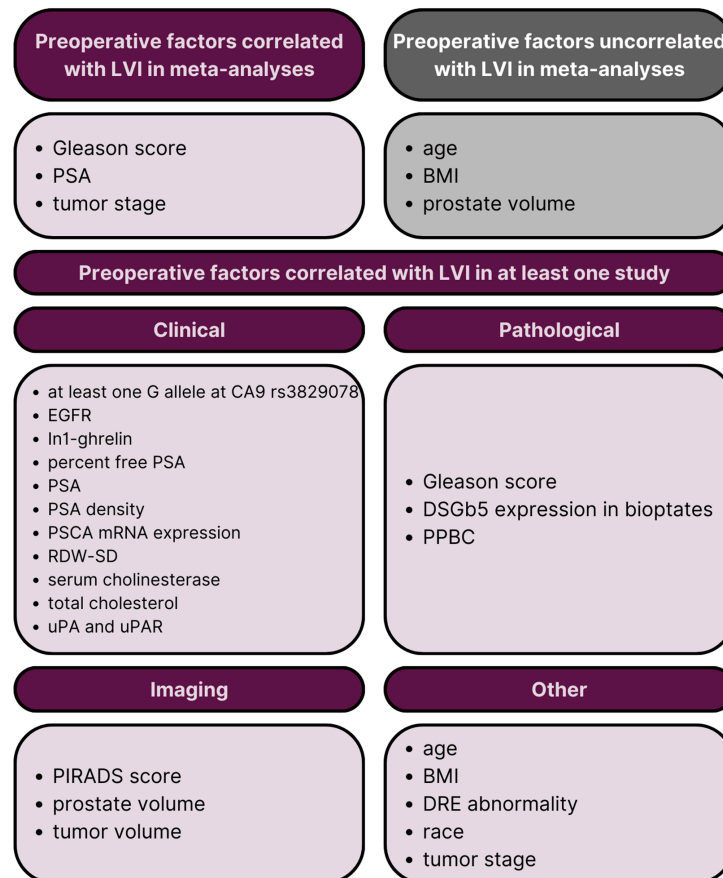 Preoperative factors correlated
with LVI in meta-analyses
Preoperative factors uncorrelated
with LVI in meta-analyses
• Gleason score
• PSA
• tumor stage
• age
• BMI
• prostate volume
Preoperative factors correlated with LVI in at least one study
Clinical
Pathological
• at least one G allele at CA9 rs3829078
• EGFR
• In1-ghrelin
• percent free PSA
• PSA
• PSA density
• PSCA mRNA expression
• RDW-SD
• serum cholinesterase
• total cholesterol
• uPA and uPAR
• Gleason score
• DSGb5 expression in bioptates
• PPBC
Imaging
Other
• PIRADS score
• prostate volume
• tumor volume
• age
• BMI
• DRE abnormality
• race
• tumor stage